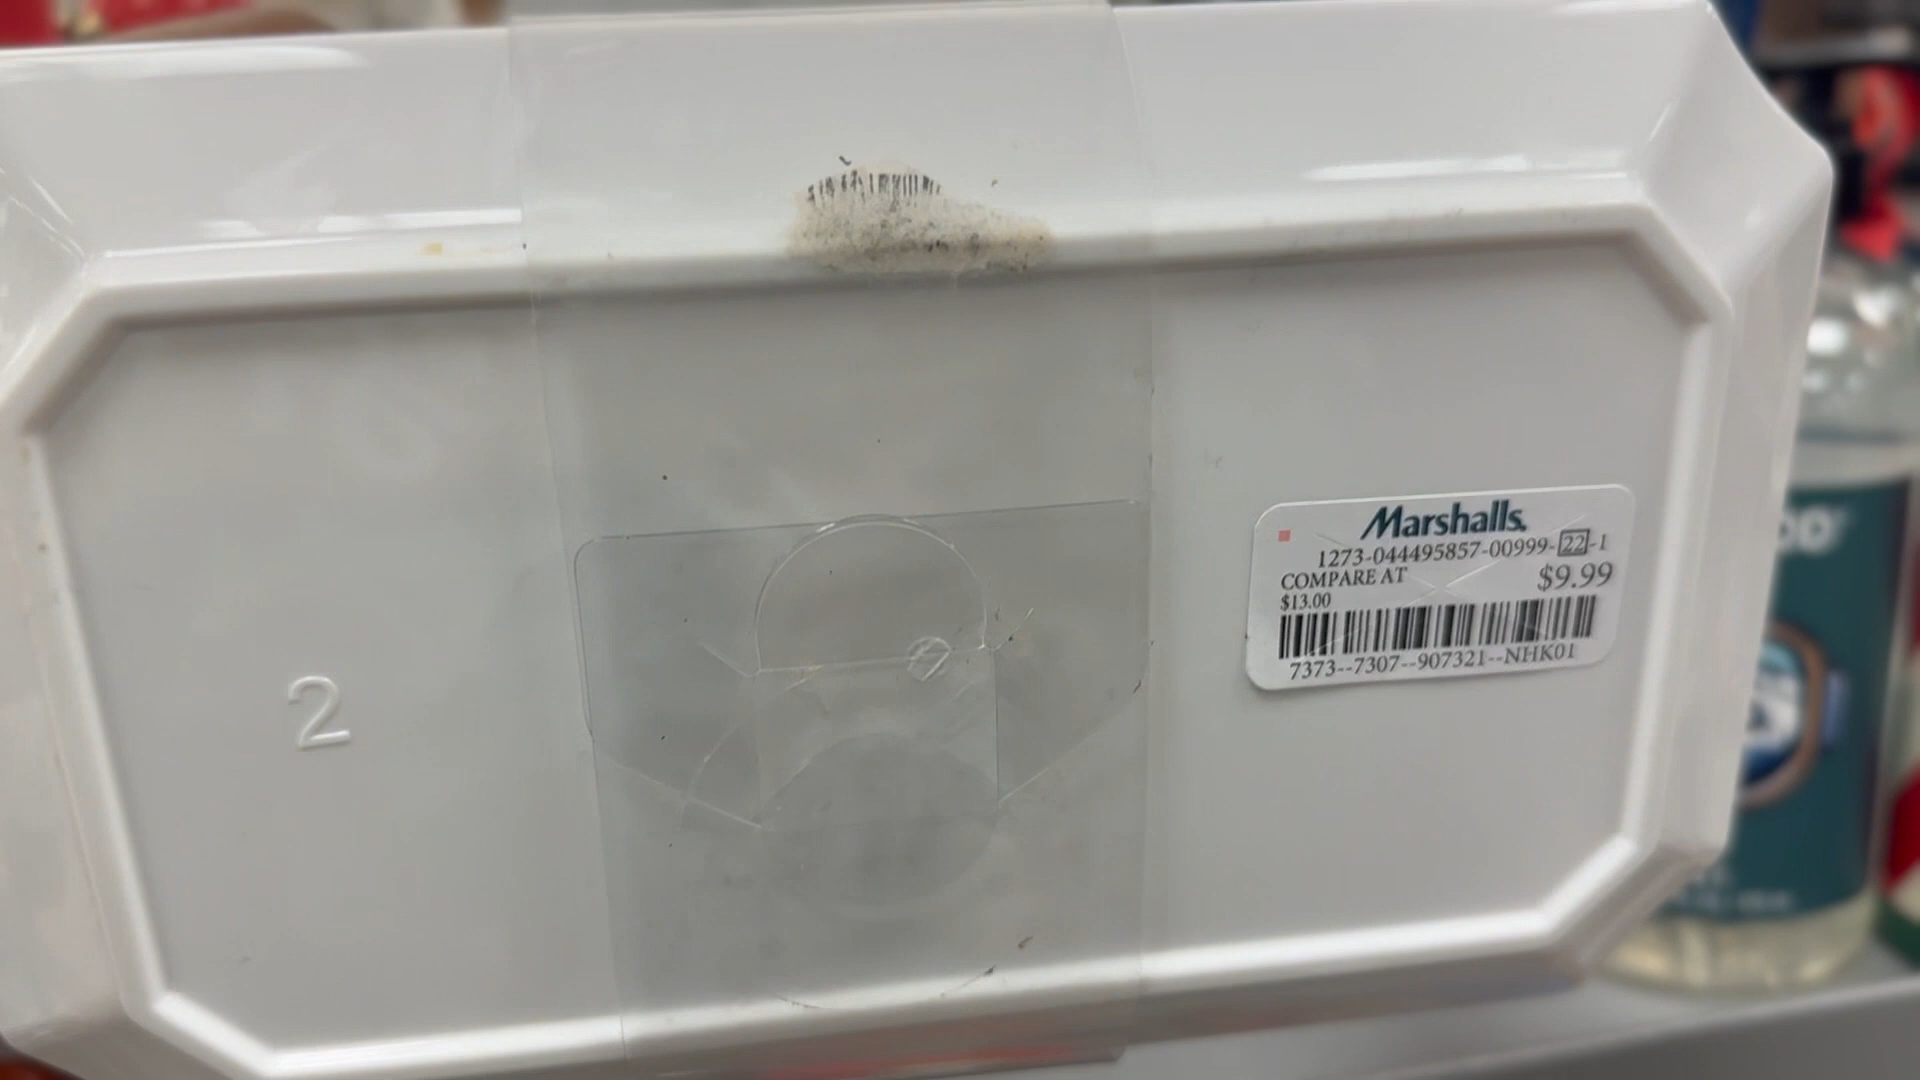 Marshalls.
1273-044495857-00999-22-1
COMPARE AT
$9.99
$13.00
7373--7307--907321--NHK01
2